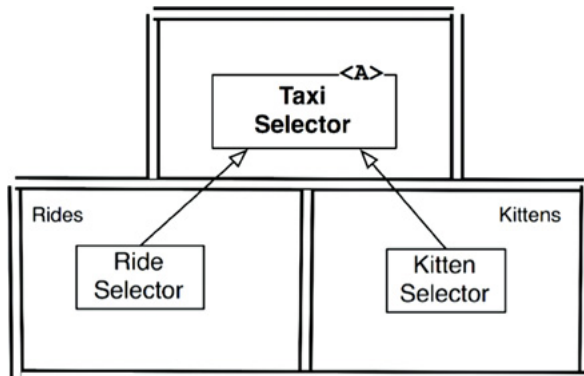 <A>
Taxi
Selector
Rides
Kittens
Ride
Selector
Kitten
Selector